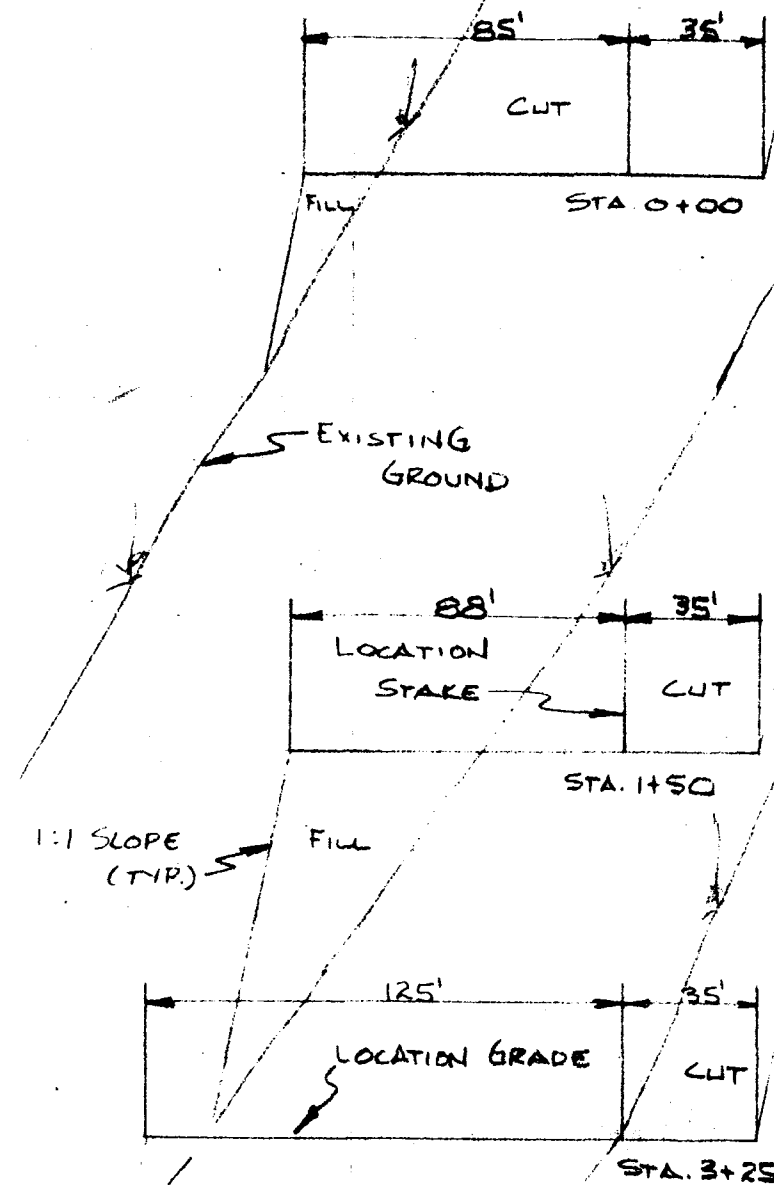 85' 35'
CUT
FILL
STA. 0+00
EXISTING
GROUND
88' 35'
LOCATION
STAKE
CUT
STA. 1+50
1:1 SLOPE
(TYP.)
FILL
125' 35'
LOCATION GRADE
CUT
STA. 3+25